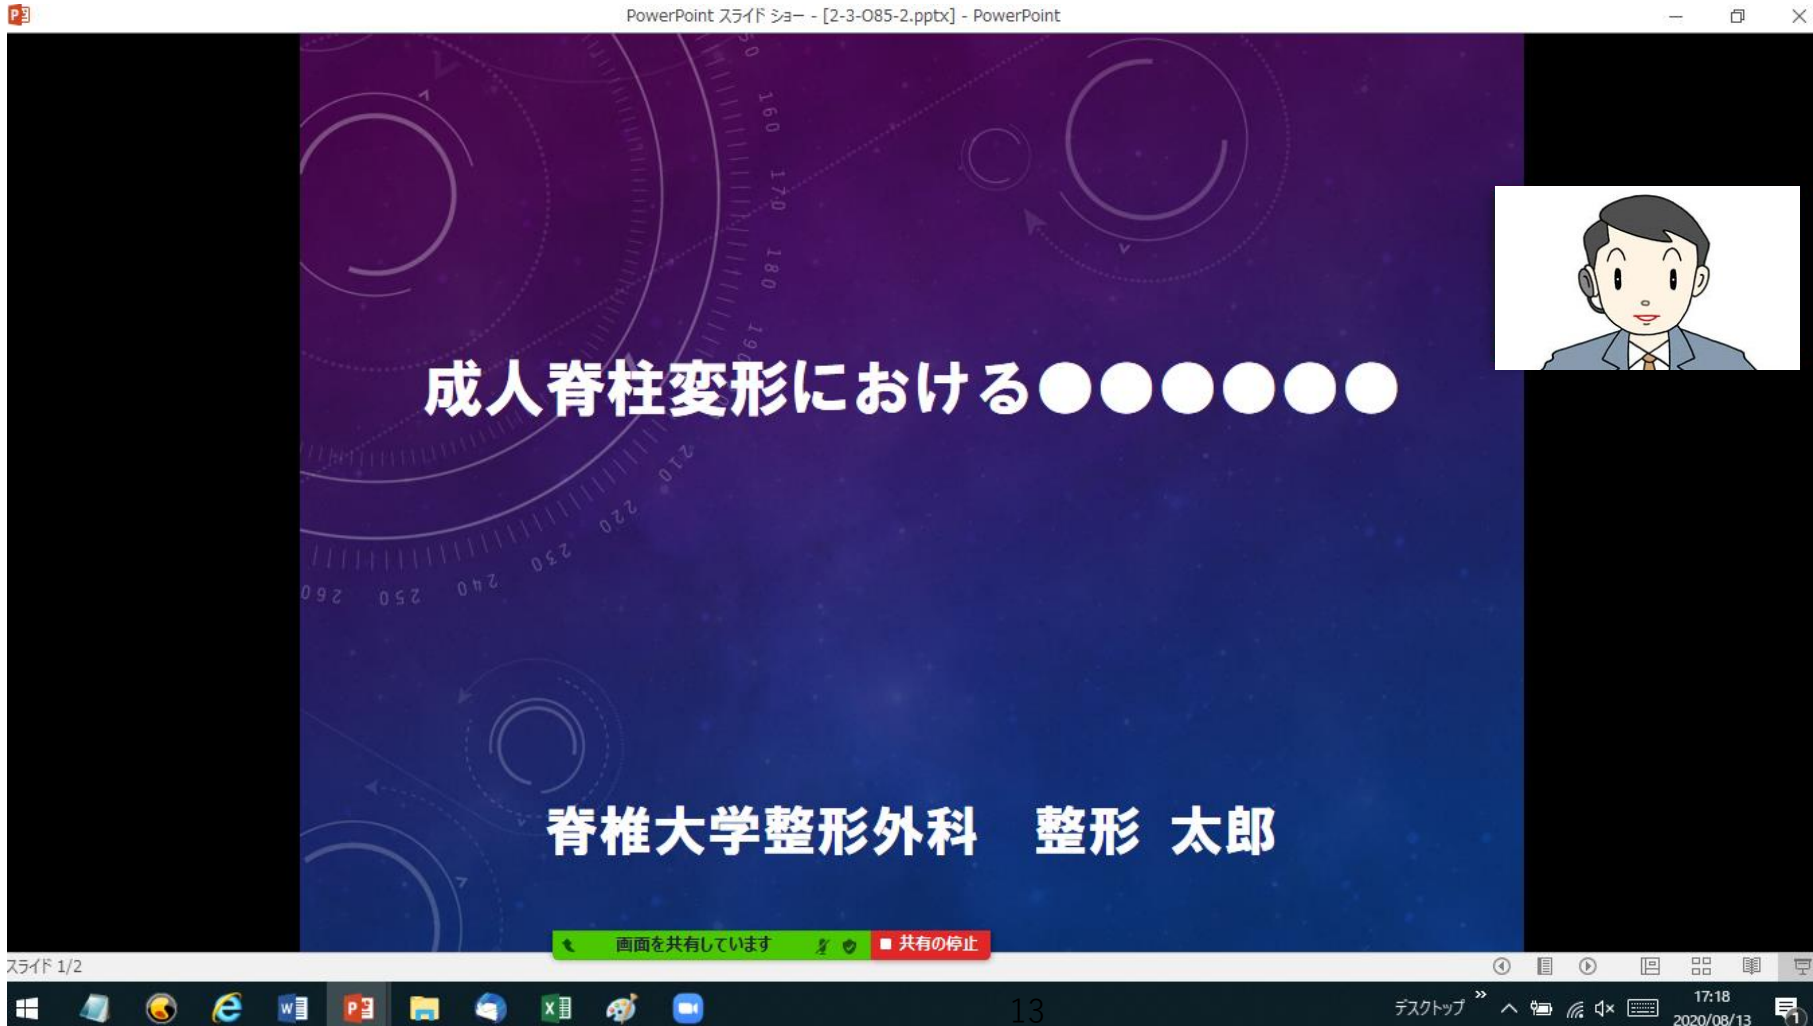 PowerPoint スライド ショー - [2-3-O85-2.pptx] - PowerPoint
150
160
170
180
190
成人脊柱変形における●●●●●●
210
220
230
240
250
260
脊椎大学整形外科　整形 太郎
画面を共有しています
共有の停止
スライド 1/2
13
デスクトップ
17:18
2020/08/13
1